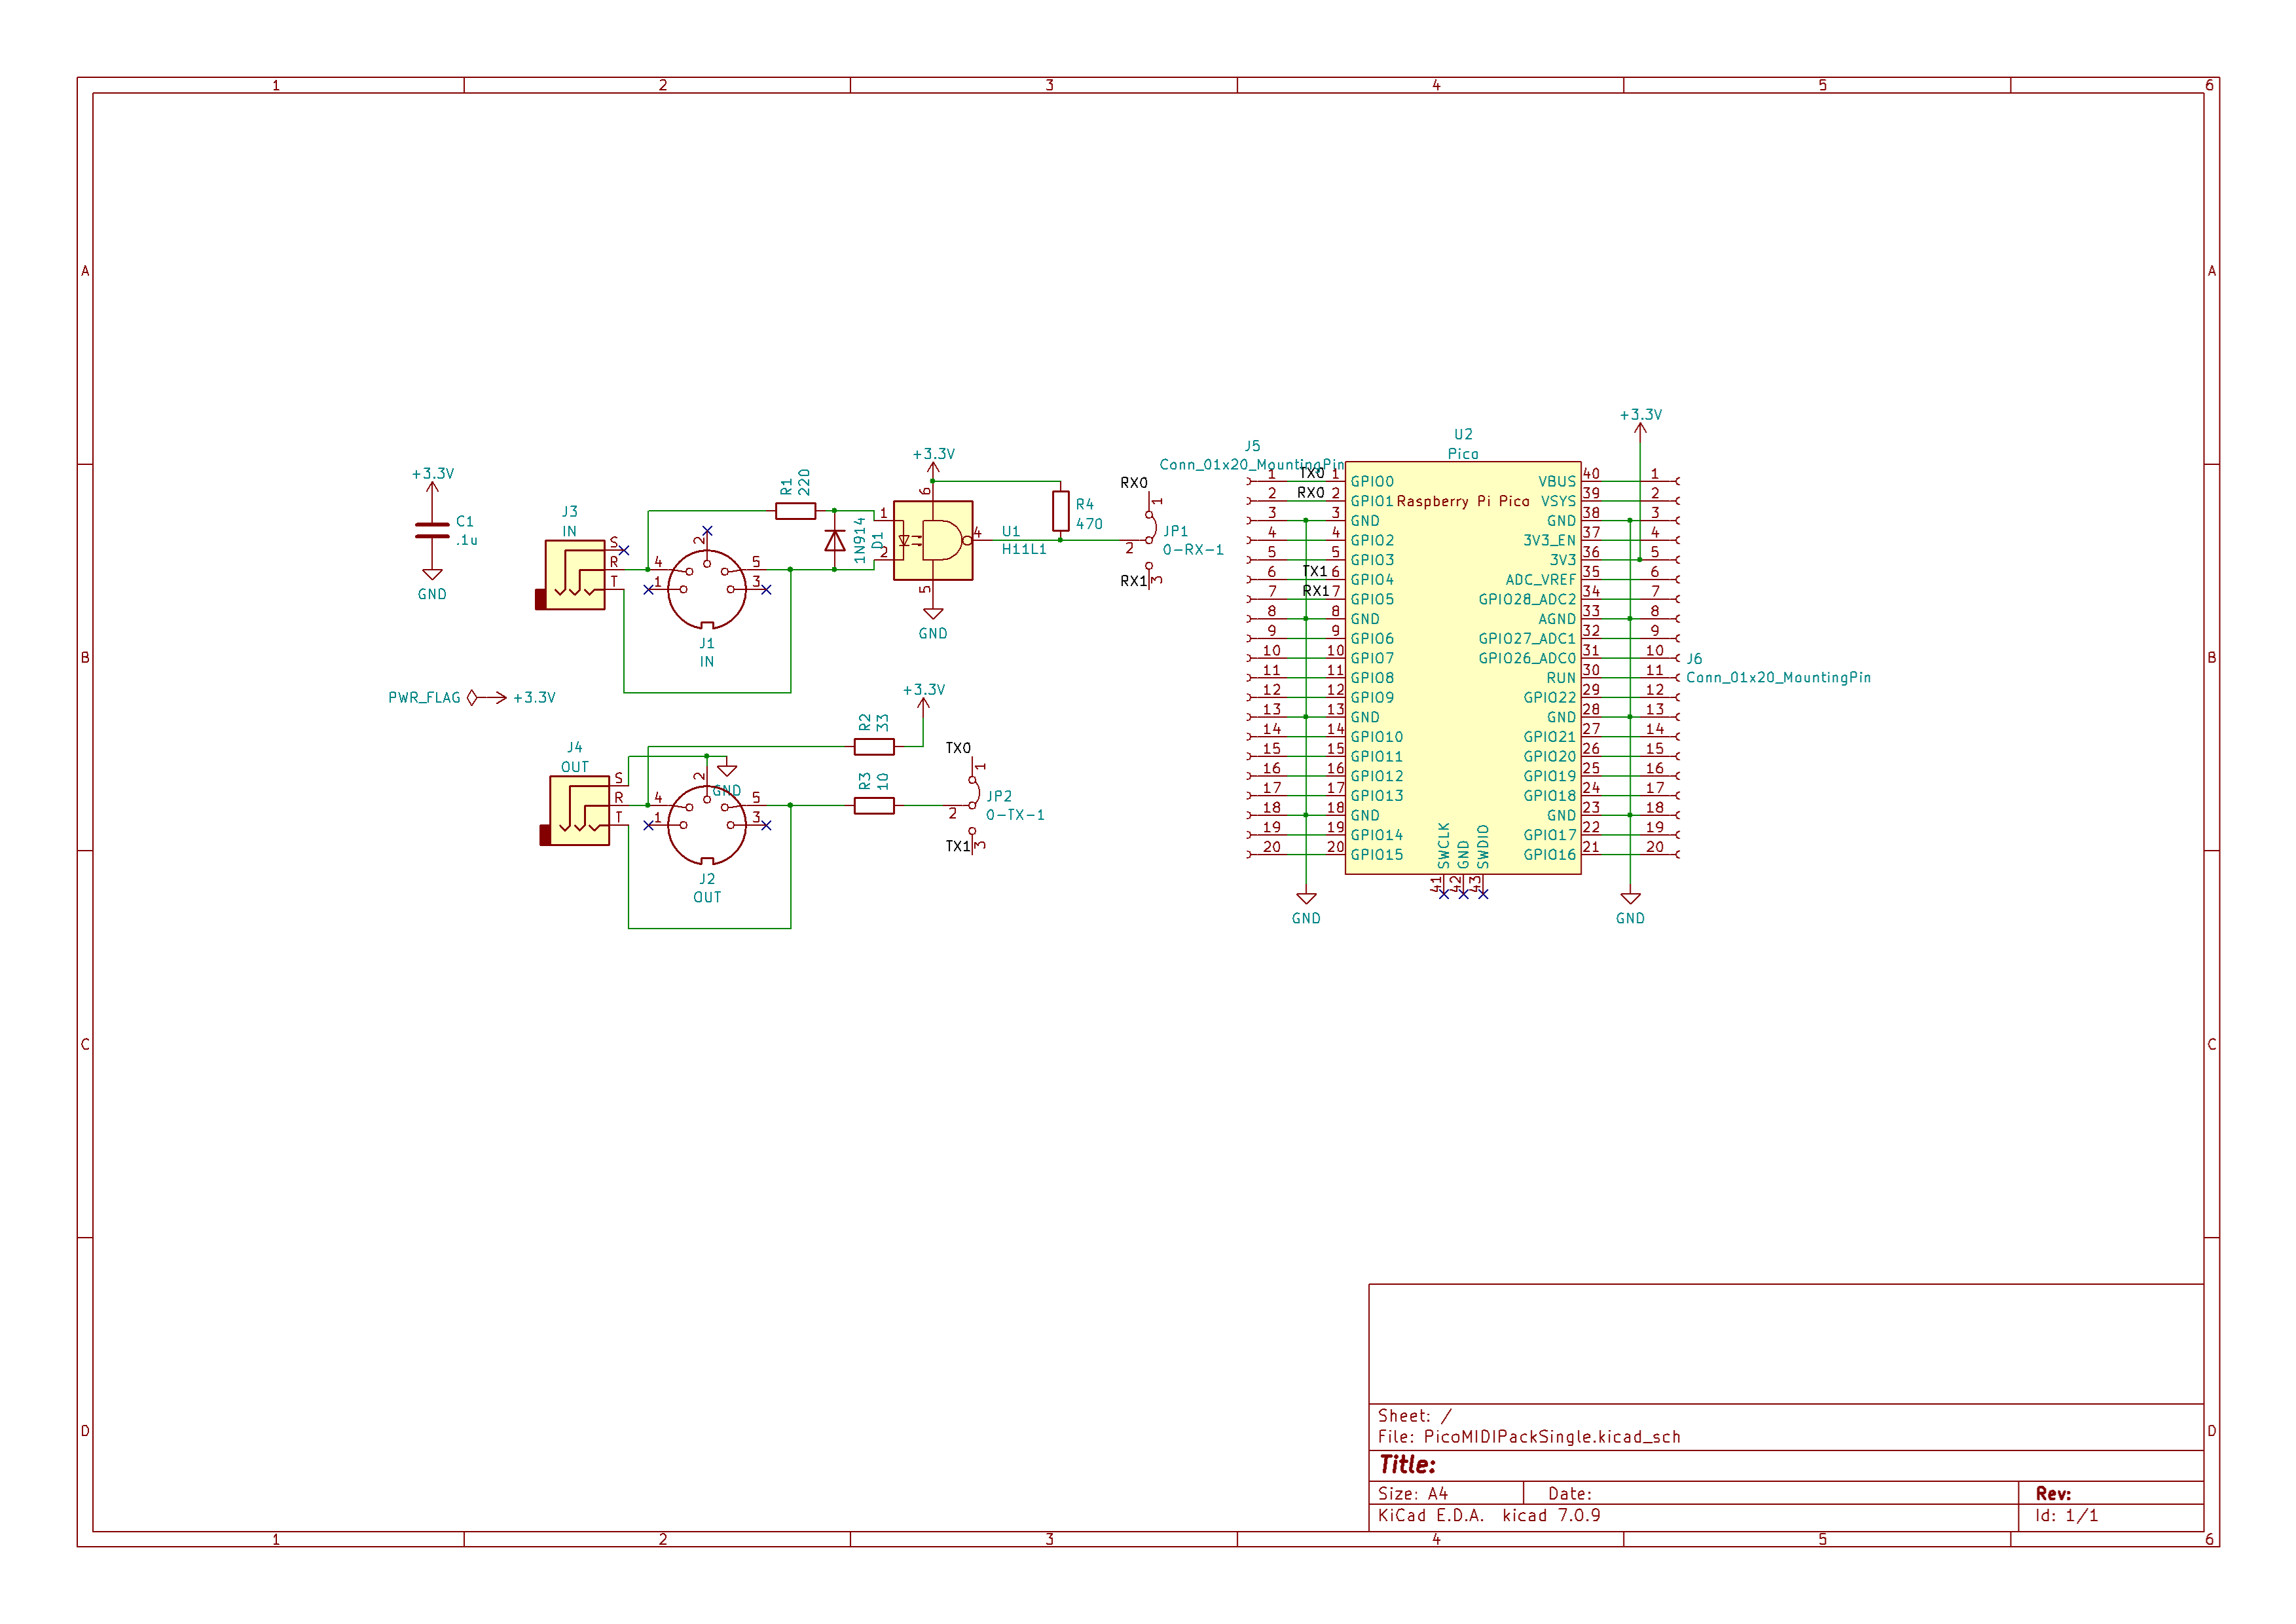 1 2 3 4 5 6
A A
B B
C C
D D
+3.3V
C1
.1u
GND
PWR_FLAG +3.3V
J3
IN
S
R
T
2
4 5
1 3
J1
IN
R1
220
1N914
D1
+3.3V
6
1
2
4
5
U1
H11L1
GND
R4
470
RX0
1
JP1
2
0-RX-1
RX1
3
J4
OUT
S
R
T
2
GND
4 5
1 3
J2
OUT
R2
33
+3.3V
R3
10
TX0
1
JP2
2
0-TX-1
TX1
3
J5
Conn_01x20_MountingPin
U2
Pico
Raspberry Pi Pico
+3.3V
1 TX0 1 GPIO0 VBUS 40 1
2 RX0 2 GPIO1 VSYS 39 2
3 3 GND GND 38 3
4 4 GPIO2 3V3_EN 37 4
5 5 GPIO3 3V3 36 5
6 TX1 6 GPIO4 ADC_VREF 35 6
7 RX1 7 GPIO5 GPIO28_ADC2 34 7
8 8 GND AGND 33 8
9 9 GPIO6 GPIO27_ADC1 32 9
10 10 GPIO7 GPIO26_ADC0 31 10
11 11 GPIO8 RUN 30 11
12 12 GPIO9 GPIO22 29 12
13 13 GND GND 28 13
14 14 GPIO10 GPIO21 27 14
15 15 GPIO11 GPIO20 26 15
16 16 GPIO12 GPIO19 25 16
17 17 GPIO13 GPIO18 24 17
18 18 GND GND 23 18
19 19 GPIO14 GPIO17 22 19
20 20 GPIO15 GPIO16 21 20
SWCLK GND SWDIO
41 42 43
J6
Conn_01x20_MountingPin
GND
GND
Sheet: /
File: PicoMIDIPackSingle.kicad_sch
Title:
Size: A4 Date: Rev:
KiCad E.D.A. kicad 7.0.9 Id: 1/1
1 2 3 4 5 6